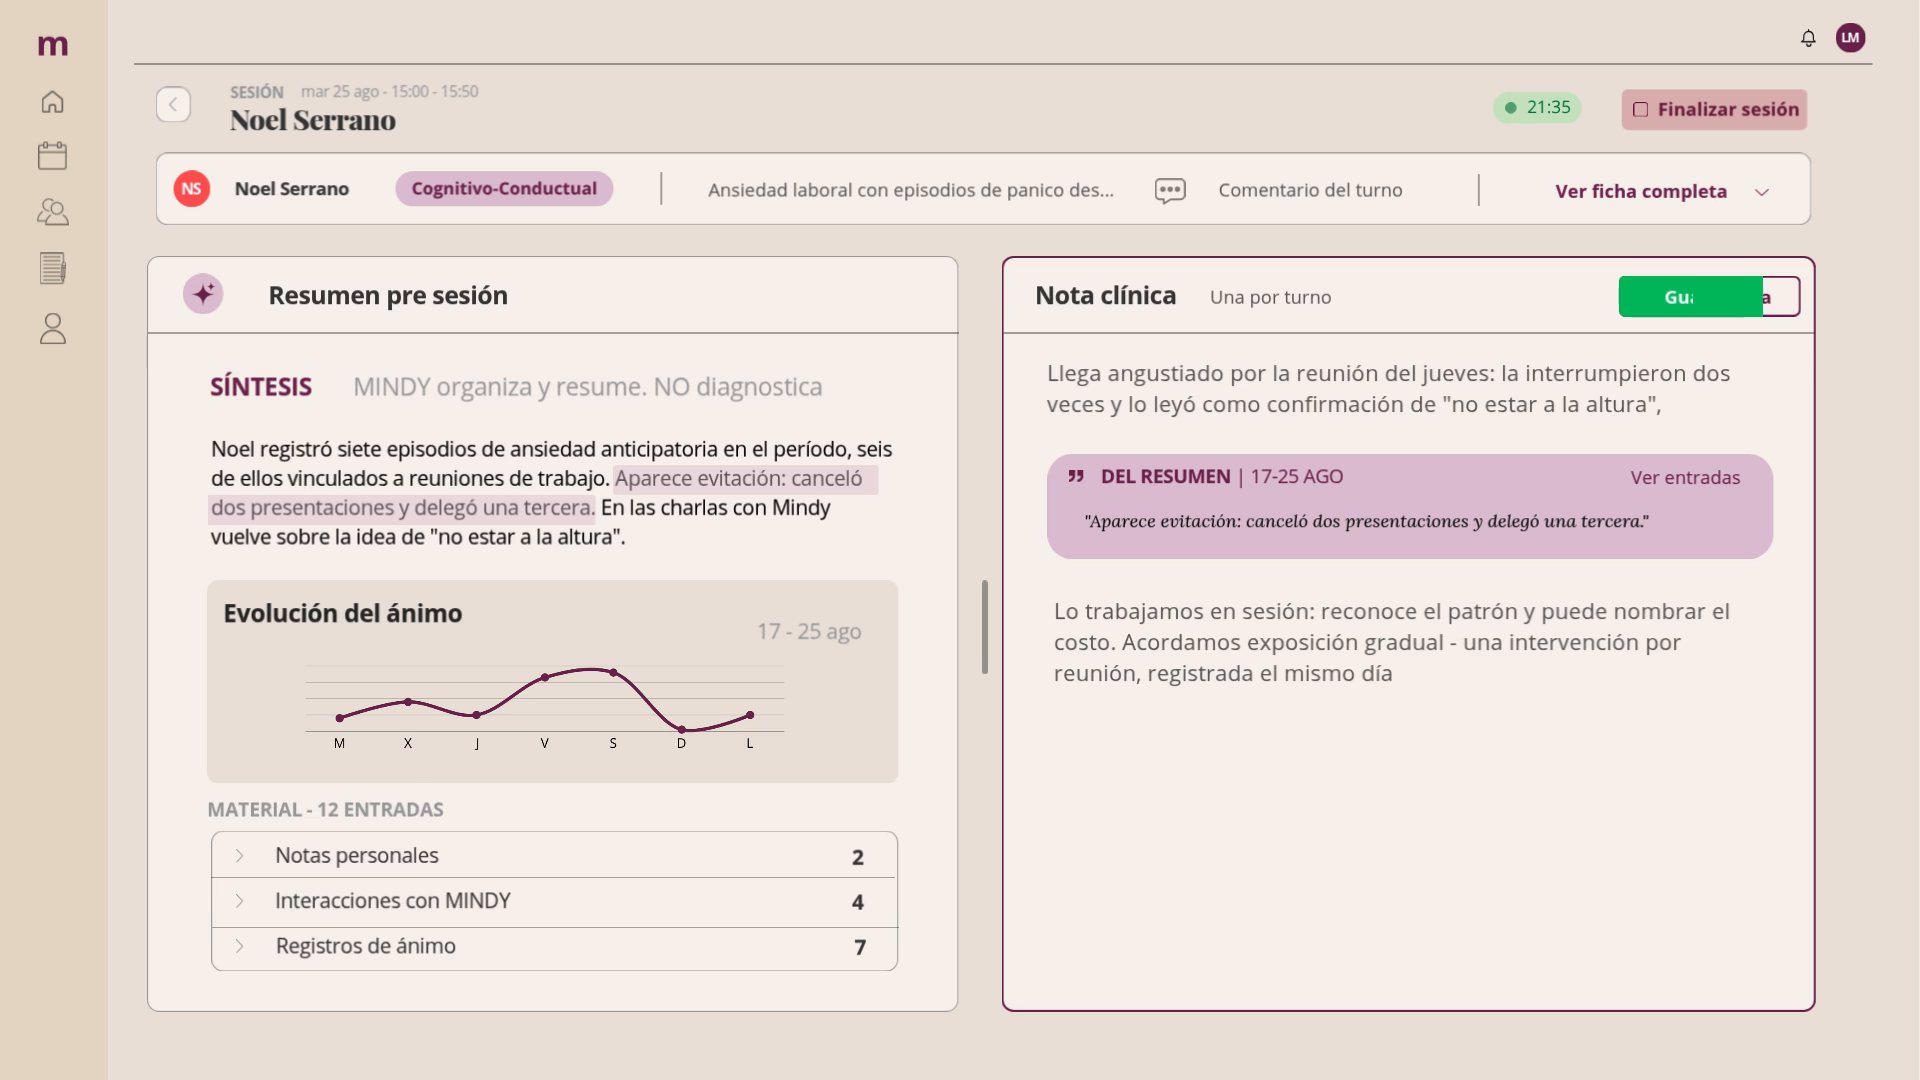 m
LM
SESIÓN mar 25 ago - 15:00 - 15:50
Noel Serrano
21:35
Finalizar sesión
NS Noel Serrano
Cognitivo-Conductual
Ansiedad laboral con episodios de panico des...
Comentario del turno
Ver ficha completa
Resumen pre sesión
SÍNTESIS MINDY organiza y resume. NO diagnostica
Noel registró siete episodios de ansiedad anticipatoria en el período, seis
de ellos vinculados a reuniones de trabajo. Aparece evitación: canceló
dos presentaciones y delegó una tercera. En las charlas con Mindy
vuelve sobre la idea de "no estar a la altura".
Evolución del ánimo
17 - 25 ago
M X J V S D L
MATERIAL - 12 ENTRADAS
Notas personales 2
Interacciones con MINDY 4
Registros de ánimo 7
Nota clínica Una por turno
Llega angustiado por la reunión del jueves: la interrumpieron dos
veces y lo leyó como confirmación de "no estar a la altura",
" DEL RESUMEN | 17-25 AGO Ver entradas
"Aparece evitación: canceló dos presentaciones y delegó una tercera."
Lo trabajamos en sesión: reconoce el patrón y puede nombrar el
costo. Acordamos exposición gradual - una intervención por
reunión, registrada el mismo día